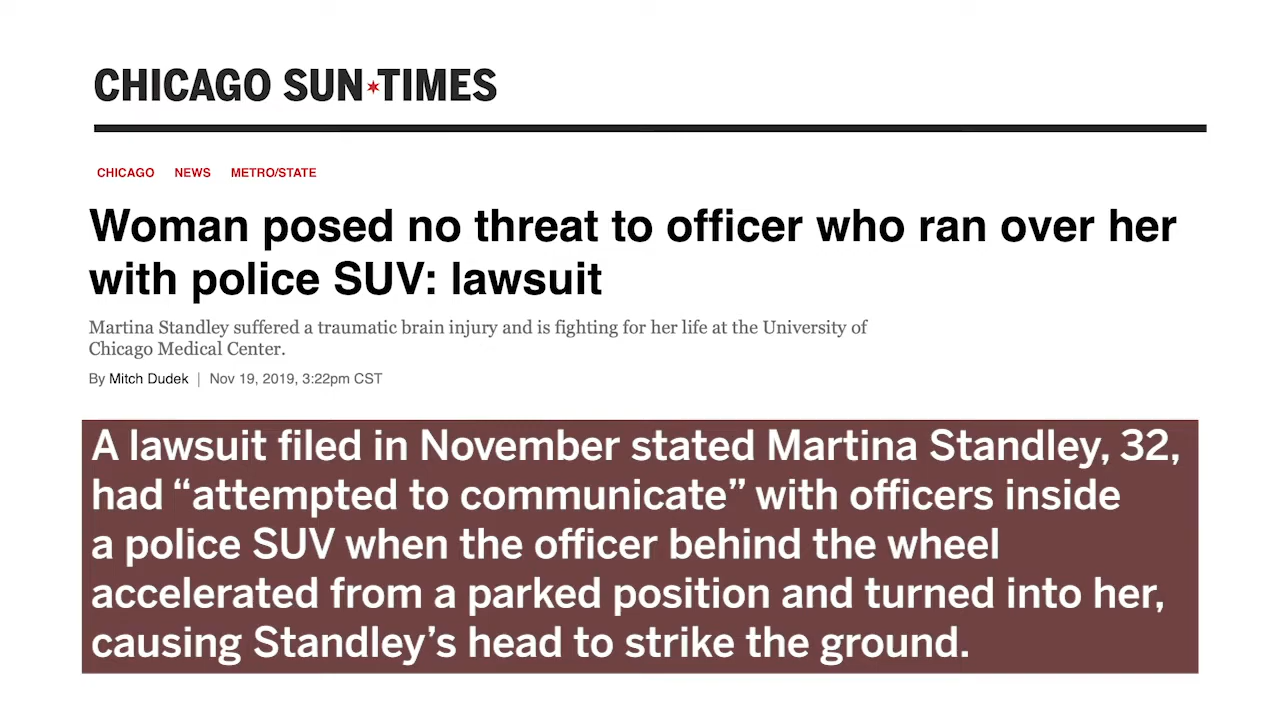 CHICAGO SUN*TIMES
CHICAGO NEWS METRO/STATE
Woman posed no threat to officer who ran over her
with police SUV: lawsuit
Martina Standley suffered a traumatic brain injury and is fighting for her life at the University of
Chicago Medical Center.
By Mitch Dudek | Nov 19, 2019, 3:22pm CST
A lawsuit filed in November stated Martina Standley, 32,
had “attempted to communicate” with officers inside
a police SUV when the officer behind the wheel
accelerated from a parked position and turned into her,
causing Standley’s head to strike the ground.